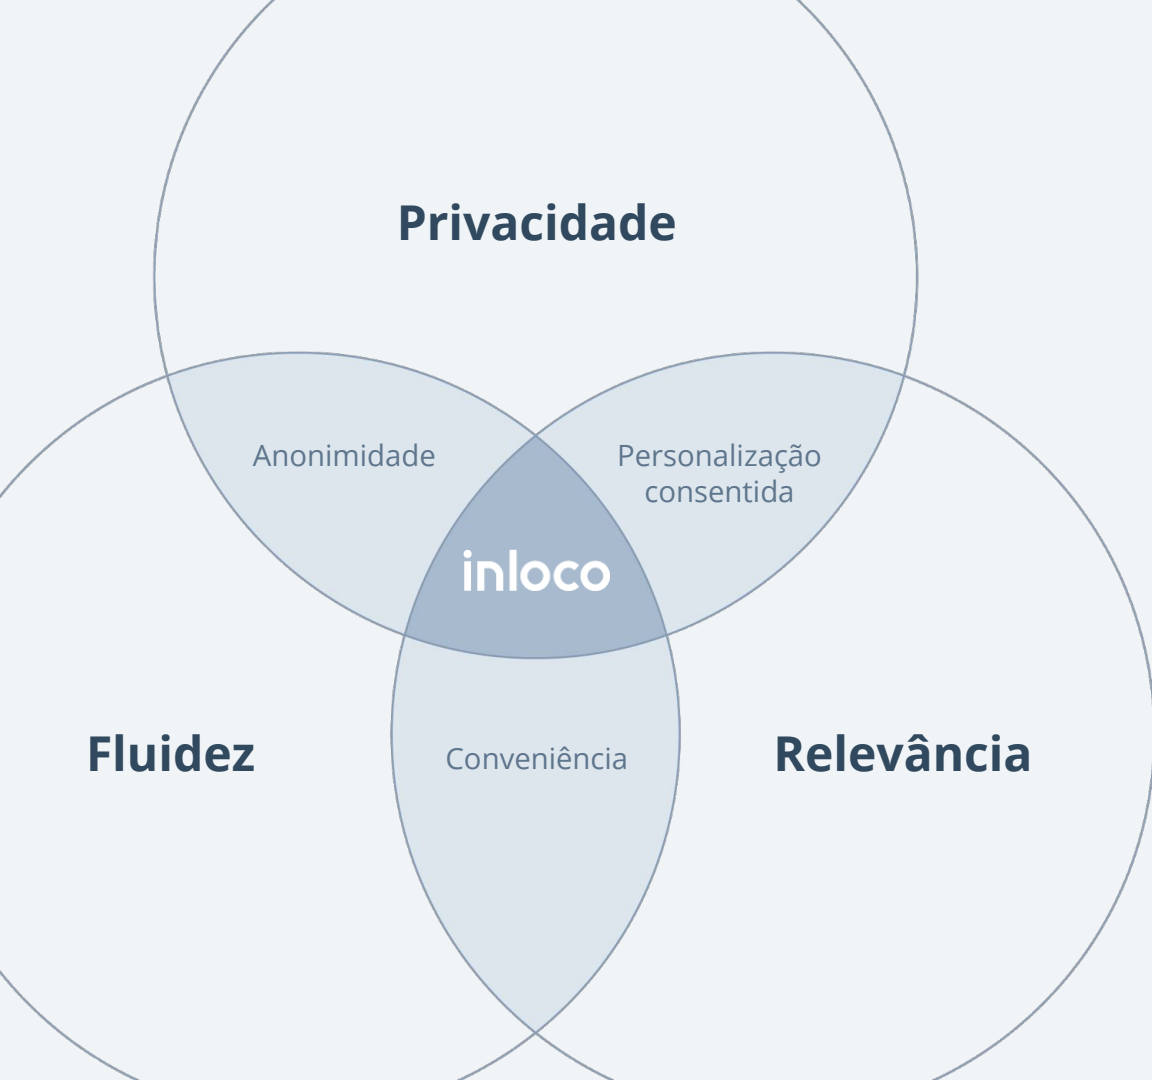 Privacidade
Anonimidade
Personalização
consentida
inloco
Fluidez
Conveniência
Relevância